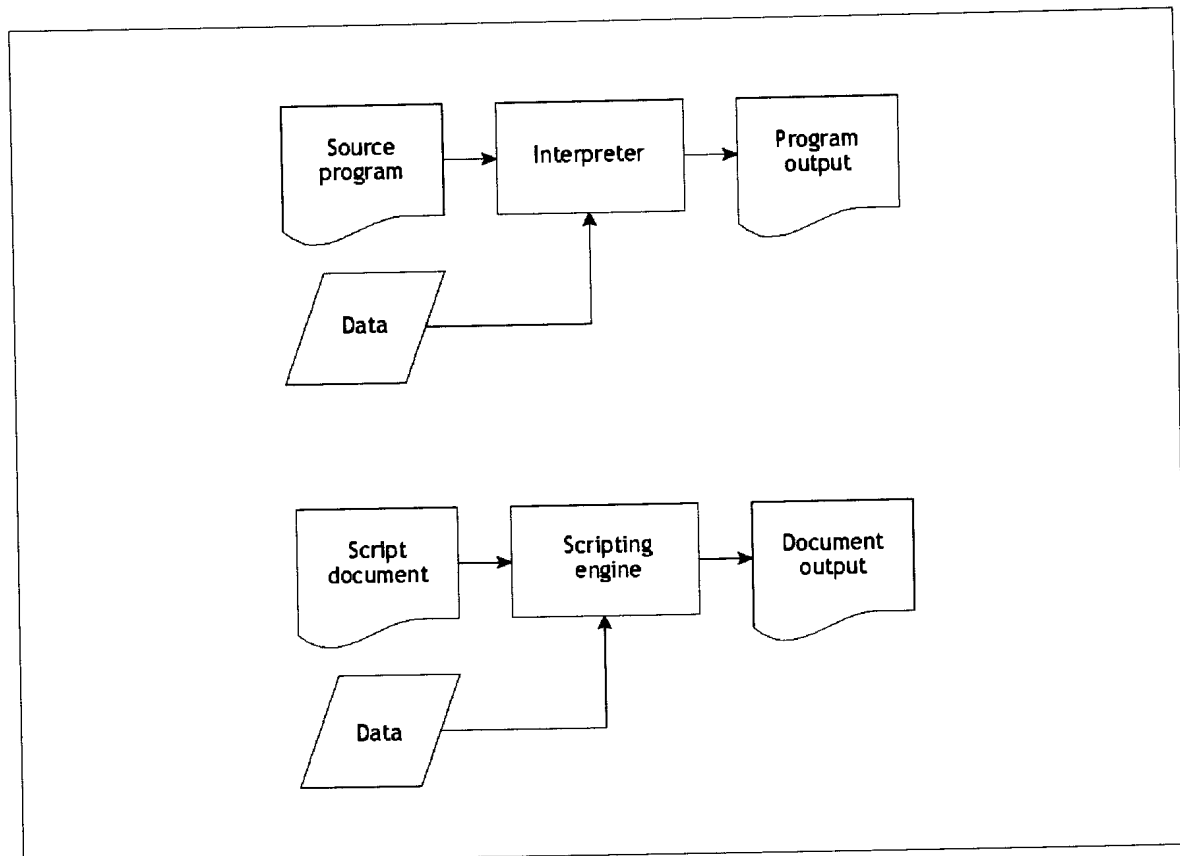 Source
program
Interpreter
Program
output
Data
Script
document
Scripting
engine
Document
output
Data